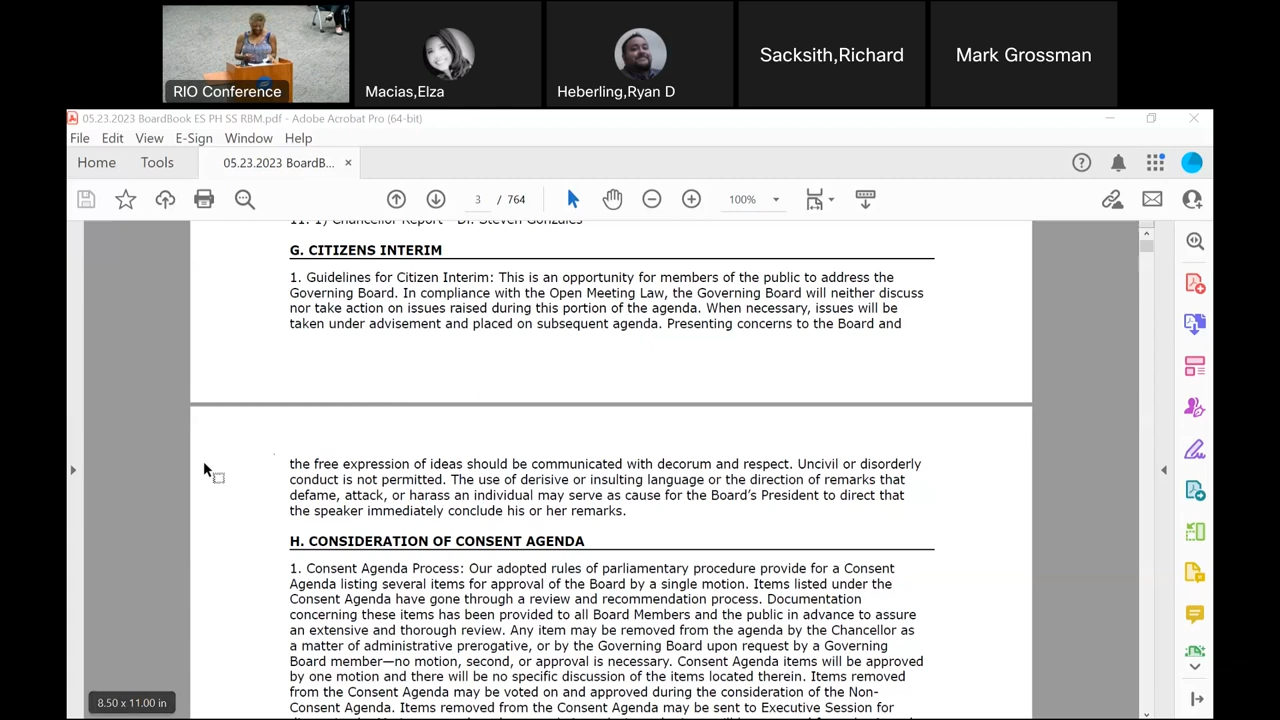 RIO Conference
Macias,Elza
Heberling,Ryan D
Sacksith,Richard
Mark Grossman
05.23.2023 BoardBook ES PH SS RBM.pdf - Adobe Acrobat Pro (64-bit)
File Edit View E-Sign Window Help
Home Tools 05.23.2023 BoardB... ×
3 / 764 100%
11. 1) Chancellor Report - Dr. Steven Gonzales
G. CITIZENS INTERIM
1. Guidelines for Citizen Interim: This is an opportunity for members of the public to address the
Governing Board. In compliance with the Open Meeting Law, the Governing Board will neither discuss
nor take action on issues raised during this portion of the agenda. When necessary, issues will be
taken under advisement and placed on subsequent agenda. Presenting concerns to the Board and
the free expression of ideas should be communicated with decorum and respect. Uncivil or disorderly
conduct is not permitted. The use of derisive or insulting language or the direction of remarks that
defame, attack, or harass an individual may serve as cause for the Board's President to direct that
the speaker immediately conclude his or her remarks.
H. CONSIDERATION OF CONSENT AGENDA
1. Consent Agenda Process: Our adopted rules of parliamentary procedure provide for a Consent
Agenda listing several items for approval of the Board by a single motion. Items listed under the
Consent Agenda have gone through a review and recommendation process. Documentation
concerning these items has been provided to all Board Members and the public in advance to assure
an extensive and thorough review. Any item may be removed from the agenda by the Chancellor as
a matter of administrative prerogative, or by the Governing Board upon request by a Governing
Board member—no motion, second, or approval is necessary. Consent Agenda items will be approved
by one motion and there will be no specific discussion of the items located therein. Items removed
from the Consent Agenda may be voted on and approved during the consideration of the Non-
Consent Agenda. Items removed from the Consent Agenda may be sent to Executive Session for
8.50 x 11.00 in